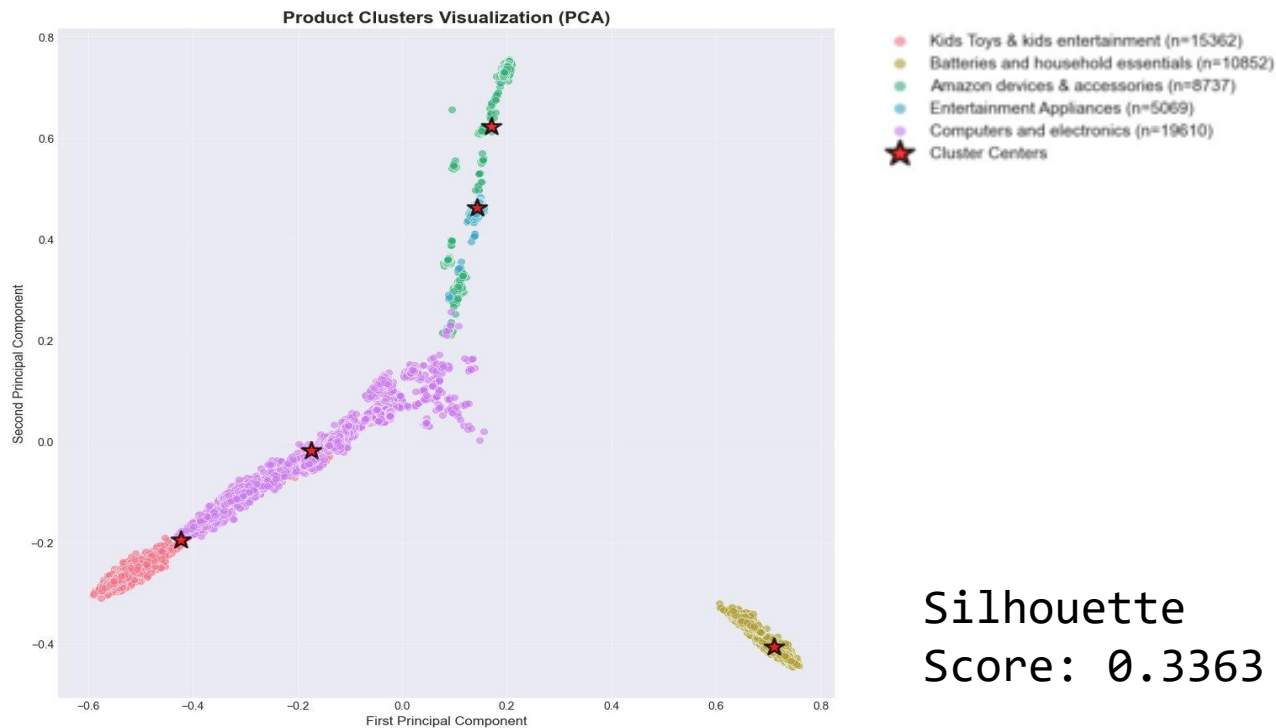 Product Clusters Visualization (PCA)
0.8
0.6
0.4
0.2
0.0
−0.2
−0.4
Second Principal Component
−0.6
−0.4
−0.2
0.0
0.2
0.4
0.6
0.8
First Principal Component
Kids Toys & kids entertainment (n=15362)
Batteries and household essentials (n=10852)
Amazon devices & accessories (n=8737)
Entertainment Appliances (n=5069)
Computers and electronics (n=19610)
Cluster Centers
Silhouette
Score: 0.3363